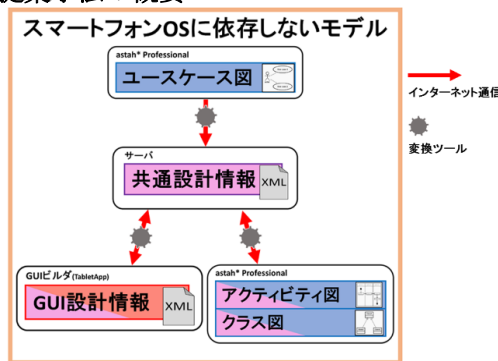 スマートフォンOSに依存しないモデル
astah* Professional
ユースケース図
インターネット通信
変換ツール
サーバ
共通設計情報
XML
GUIビルダ(TabletApp)
GUI設計情報
XML
astah* Professional
アクティビティ図
クラス図